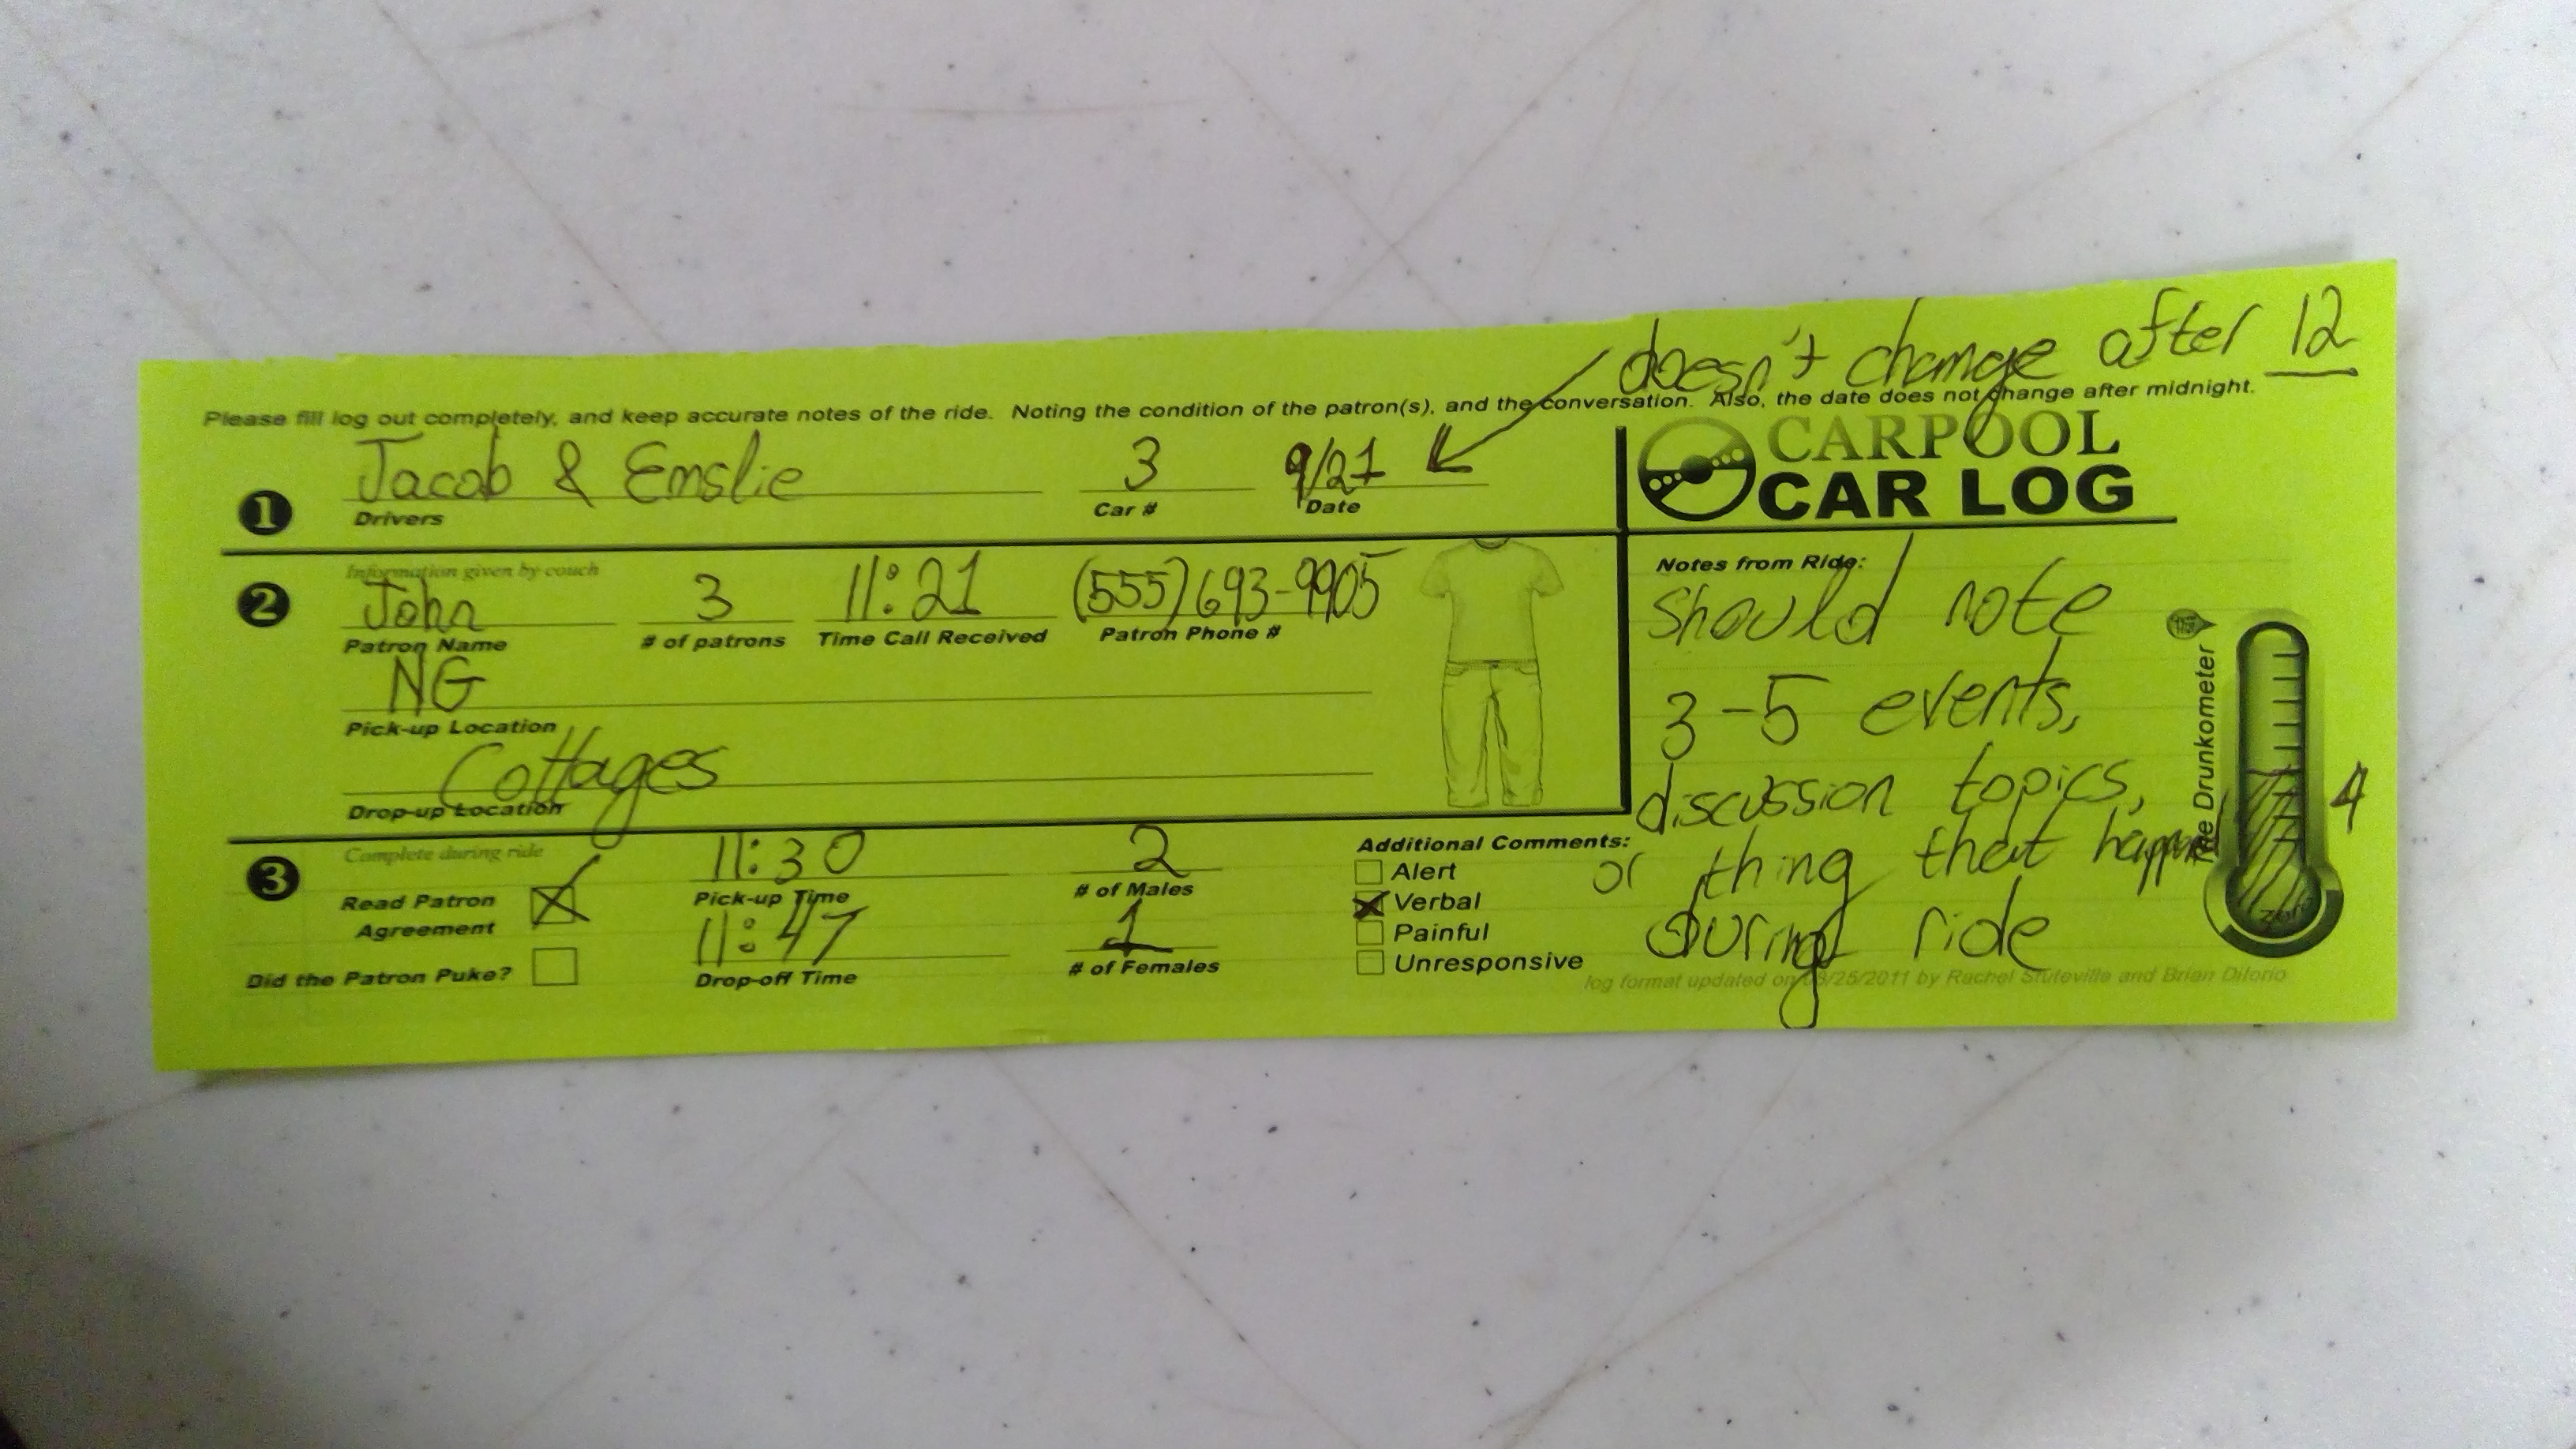 doesn't change after 12
Please fill log out completely, and keep accurate notes of the ride. Noting the condition of the patron(s), and the conversation. Also, the date does not change after midnight.
1 Jacob & Emslie 3 9/21
Drivers Car # Date
CARPOOL
CAR LOG
2 Information given by couch
John 3 11:21 (555)693-9905
Patron Name # of patrons Time Call Received Patron Phone #
NG
Pick-up Location
Cottages
Drop-up Location
3 Complete during ride
11:30 2
Read Patron Agreement Pick-up Time # of Males
11:47 1
Did the Patron Puke? Drop-off Time # of Females
Additional Comments:
Alert
Verbal
Painful
Unresponsive
Notes from Ride:
Should note
3-5 events,
discussion topics,
or thing that happen
During ride
The Drunkometer
4
zero
log format updated on 08/25/2011 by Rachel Stuteville and Brian DiIorio